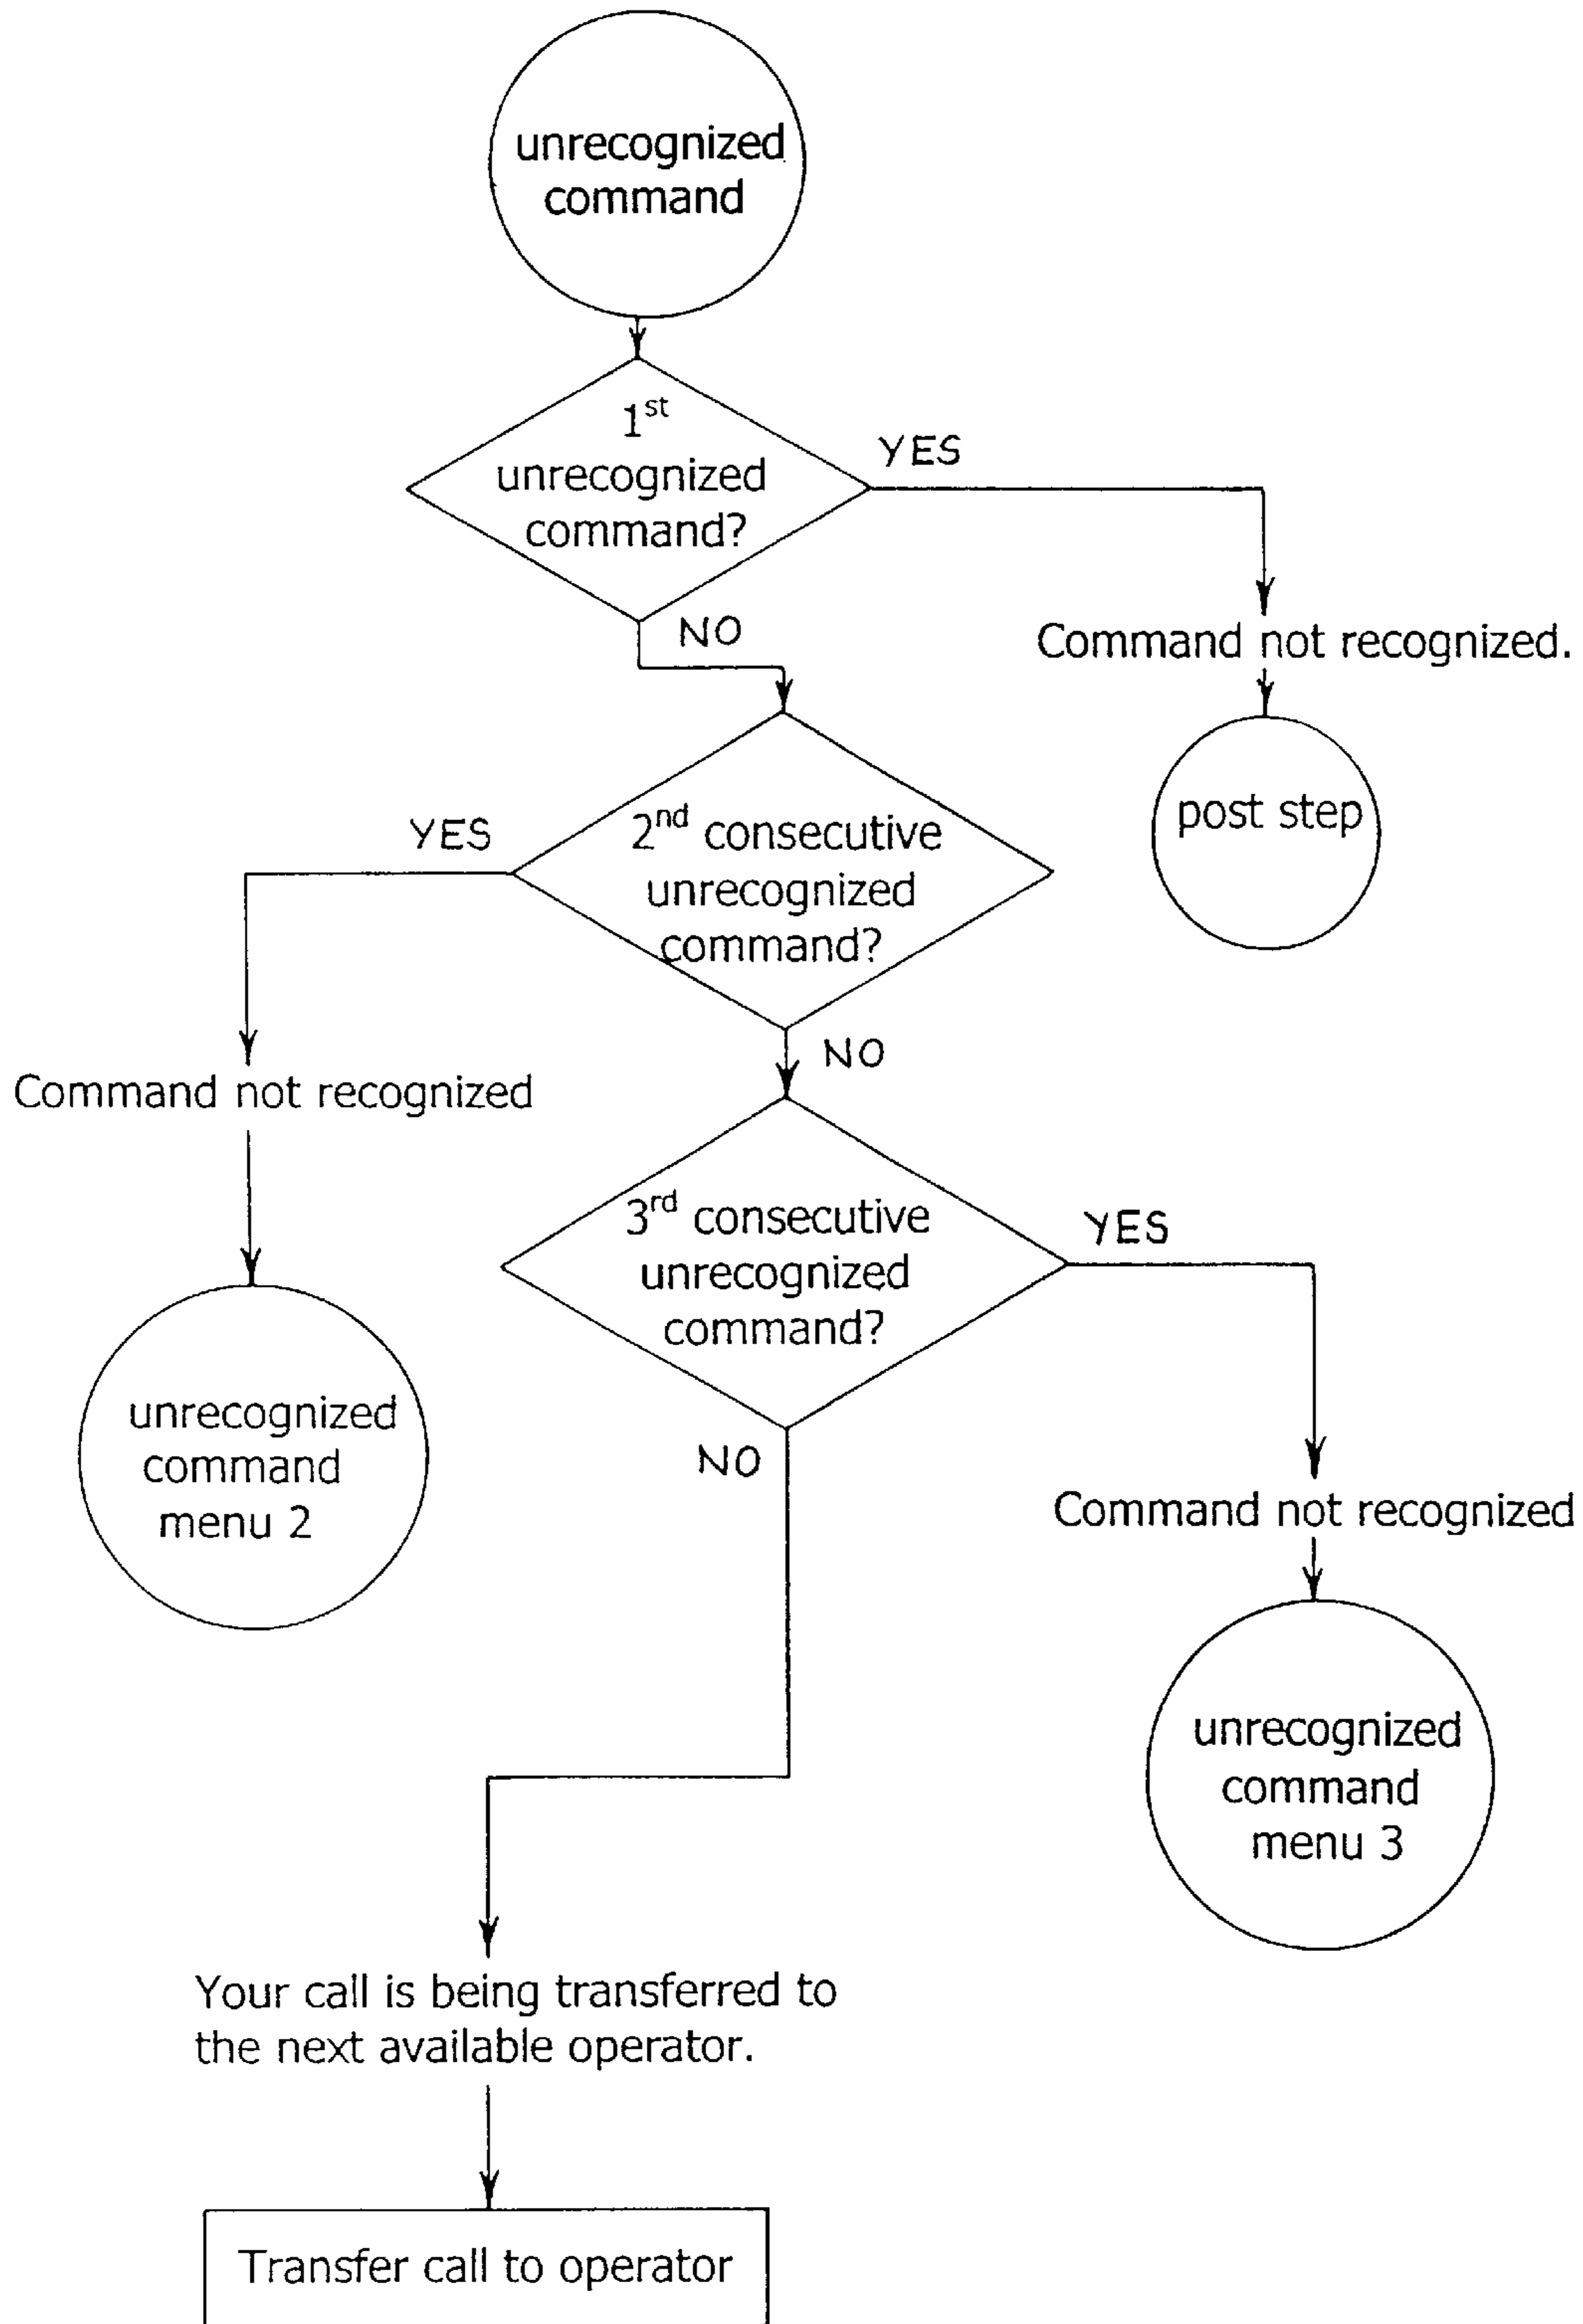 unrecognized
command
1st
unrecognized
command?
YES
NO
Command not recognized.
post step
2nd consecutive
unrecognized
command?
YES
NO
Command not recognized
unrecognized
command
menu 2
3rd consecutive
unrecognized
command?
YES
NO
Command not recognized
unrecognized
command
menu 3
Your call is being transferred to
the next available operator.
Transfer call to operator